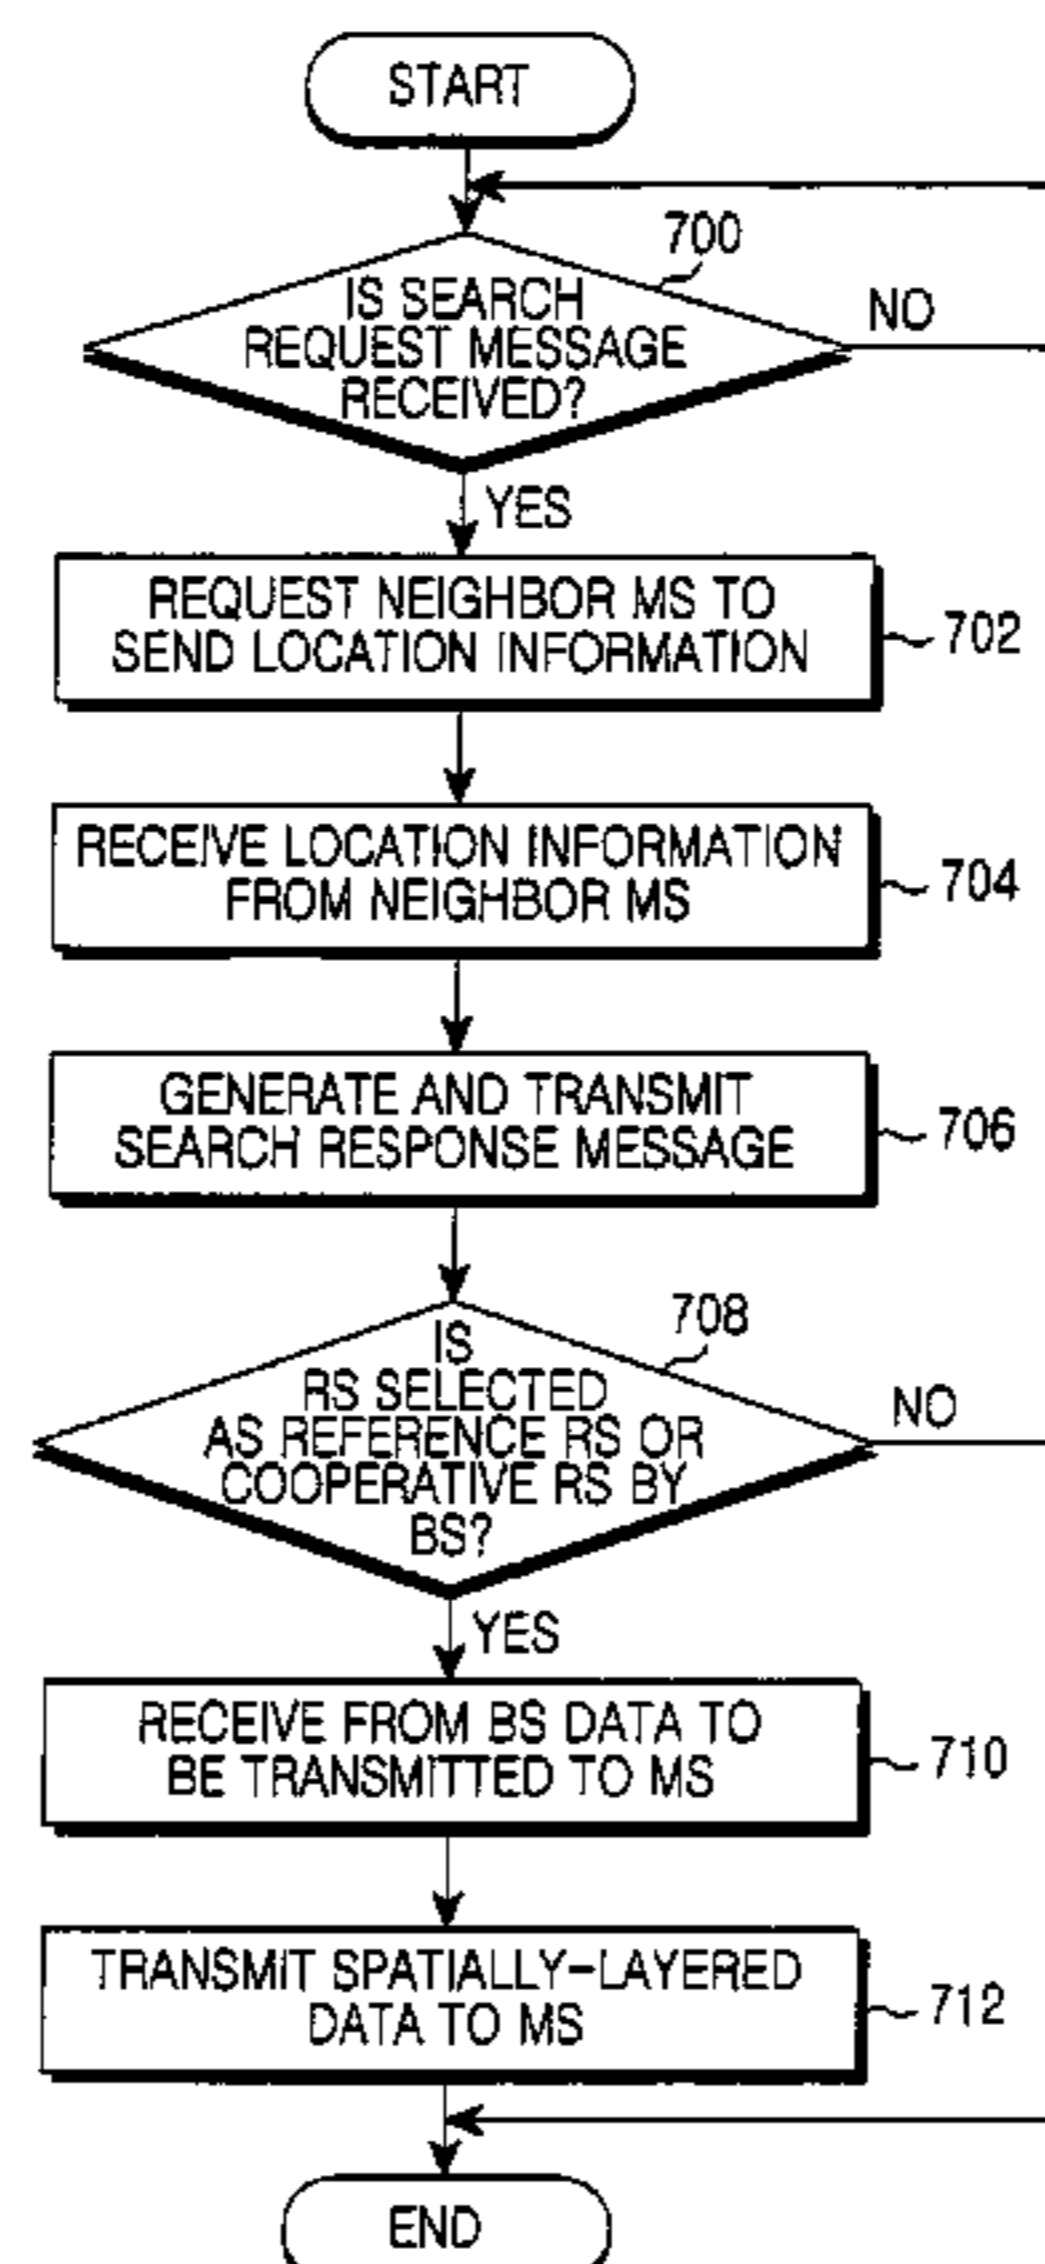 START
700
IS SEARCH
REQUEST MESSAGE
RECEIVED?
NO
YES
REQUEST NEIGHBOR MS TO
SEND LOCATION INFORMATION
702
RECEIVE LOCATION INFORMATION
FROM NEIGHBOR MS
704
GENERATE AND TRANSMIT
SEARCH RESPONSE MESSAGE
706
708
IS
RS SELECTED
AS REFERENCE RS OR
COOPERATIVE RS BY
BS?
NO
YES
RECEIVE FROM BS DATA TO
BE TRANSMITTED TO MS
710
TRANSMIT SPATIALLY-LAYERED
DATA TO MS
712
END